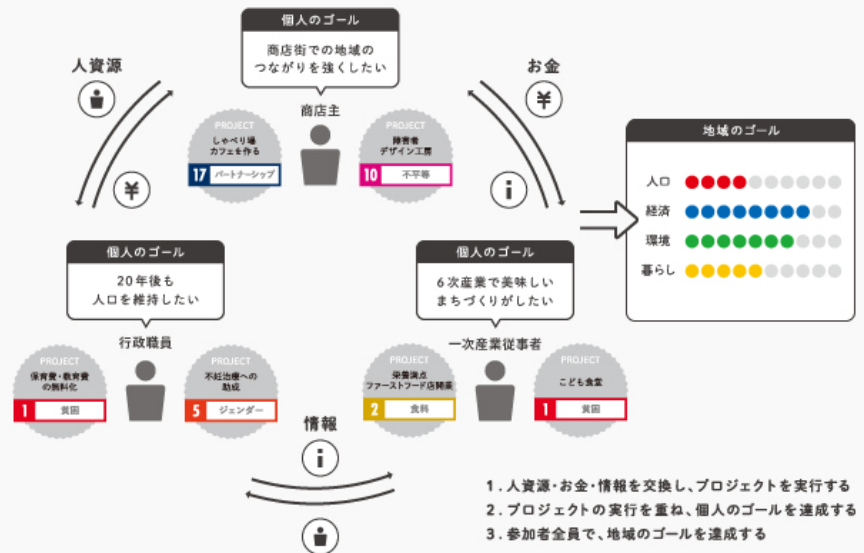 個人のゴール
商店街での地域の
つながりを強くしたい
人資源
お金
¥
商店主
PROJECT
しゃべり場
カフェを作る
17 パートナーシップ
PROJECT
障害者
デザイン工房
10 不平等
¥
i
地域のゴール
人口
経済
環境
暮らし
個人のゴール
20年後も
人口を維持したい
行政職員
PROJECT
保育費・教育費
の無料化
1 貧困
PROJECT
不妊治療への
助成
5 ジェンダー
個人のゴール
6次産業で美味しい
まちづくりがしたい
一次産業従事者
PROJECT
栄養満点
ファーストフード店開業
2 食料
PROJECT
こども食堂
1 貧困
情報
i
1.人資源・お金・情報を交換し、プロジェクトを実行する
2.プロジェクトの実行を重ね、個人のゴールを達成する
3.参加者全員で、地域のゴールを達成する